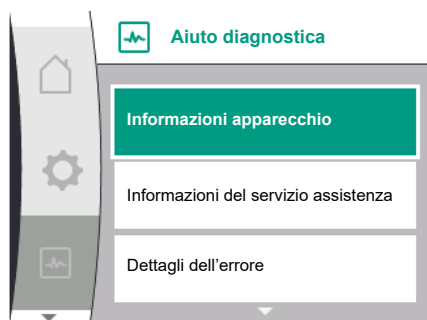 Aiuto diagnostica
Informazioni apparecchio
Informazioni del servizio assistenza
Dettagli dell'errore